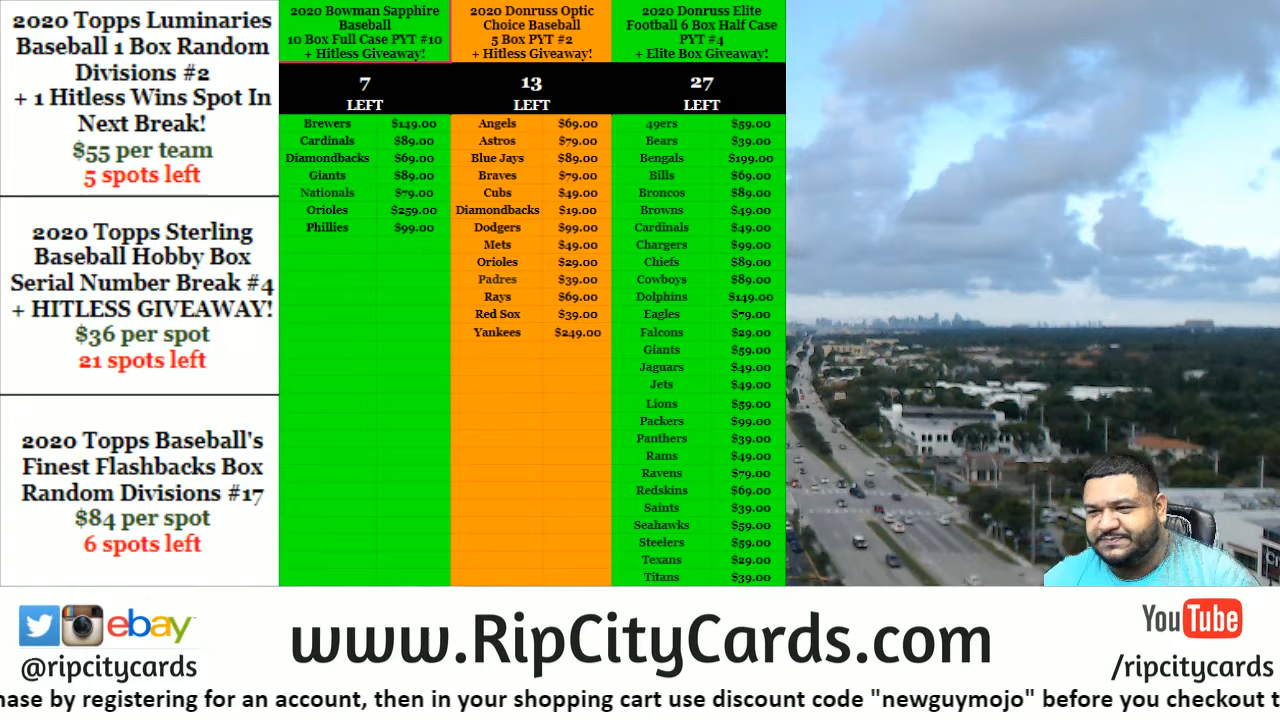 2020 Topps Luminaries
Baseball 1 Box Random
Divisions #2
+ 1 Hitless Wins Spot In
Next Break!
$55 per team
5 spots left
2020 Topps Sterling
Baseball Hobby Box
Serial Number Break #4
+ HITLESS GIVEAWAY!
$36 per spot
21 spots left
2020 Topps Baseball's
Finest Flashbacks Box
Random Divisions #17
$84 per spot
6 spots left
2020 Bowman Sapphire
Baseball
10 Box Full Case PYT #10
+ Hitless Giveaway!
7
LEFT
Brewers $149.00
Cardinals $89.00
Diamondbacks $69.00
Giants $89.00
Nationals $79.00
Orioles $259.00
Phillies $99.00
2020 Donruss Optic
Choice Baseball
5 Box PYT #2
+ Hitless Giveaway!
13
LEFT
Angels $69.00
Astros $79.00
Blue Jays $89.00
Braves $79.00
Cubs $49.00
Diamondbacks $19.00
Dodgers $99.00
Mets $49.00
Orioles $29.00
Padres $39.00
Rays $69.00
Red Sox $39.00
Yankees $249.00
2020 Donruss Elite
Football 6 Box Half Case
PYT #4
+ Elite Box Giveaway!
27
LEFT
49ers $59.00
Bears $39.00
Bengals $199.00
Bills $69.00
Broncos $89.00
Browns $49.00
Cardinals $49.00
Chargers $99.00
Chiefs $89.00
Cowboys $89.00
Dolphins $149.00
Eagles $79.00
Falcons $29.00
Giants $59.00
Jaguars $49.00
Jets $49.00
Lions $59.00
Packers $99.00
Panthers $39.00
Rams $49.00
Ravens $79.00
Redskins $69.00
Saints $39.00
Seahawks $59.00
Steelers $59.00
Texans $29.00
Titans $39.00
ebay
@ripcitycards
www.RipCityCards.com
YouTube
/ripcitycards
hase by registering for an account, then in your shopping cart use discount code "newguymojo" before you checkout t